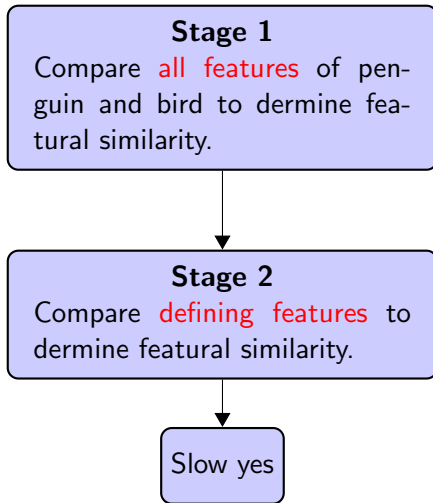 Stage 1
Compare all features of pen-
guin and bird to dermine fea-
tural similarity.
Stage 2
Compare defining features to
dermine featural similarity.
Slow yes